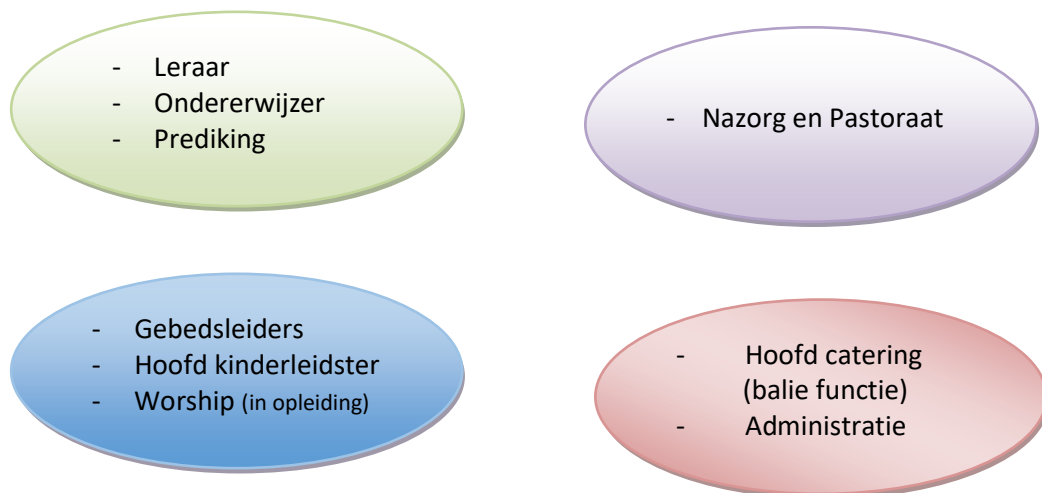 - Leraar
- Ondererwijzer
- Prediking
- Nazorg en Pastoraat
- Gebedsleiders
- Hoofd kinderleidster
- Worship (in opleiding)
- Hoofd catering
(balie functie)
- Administratie